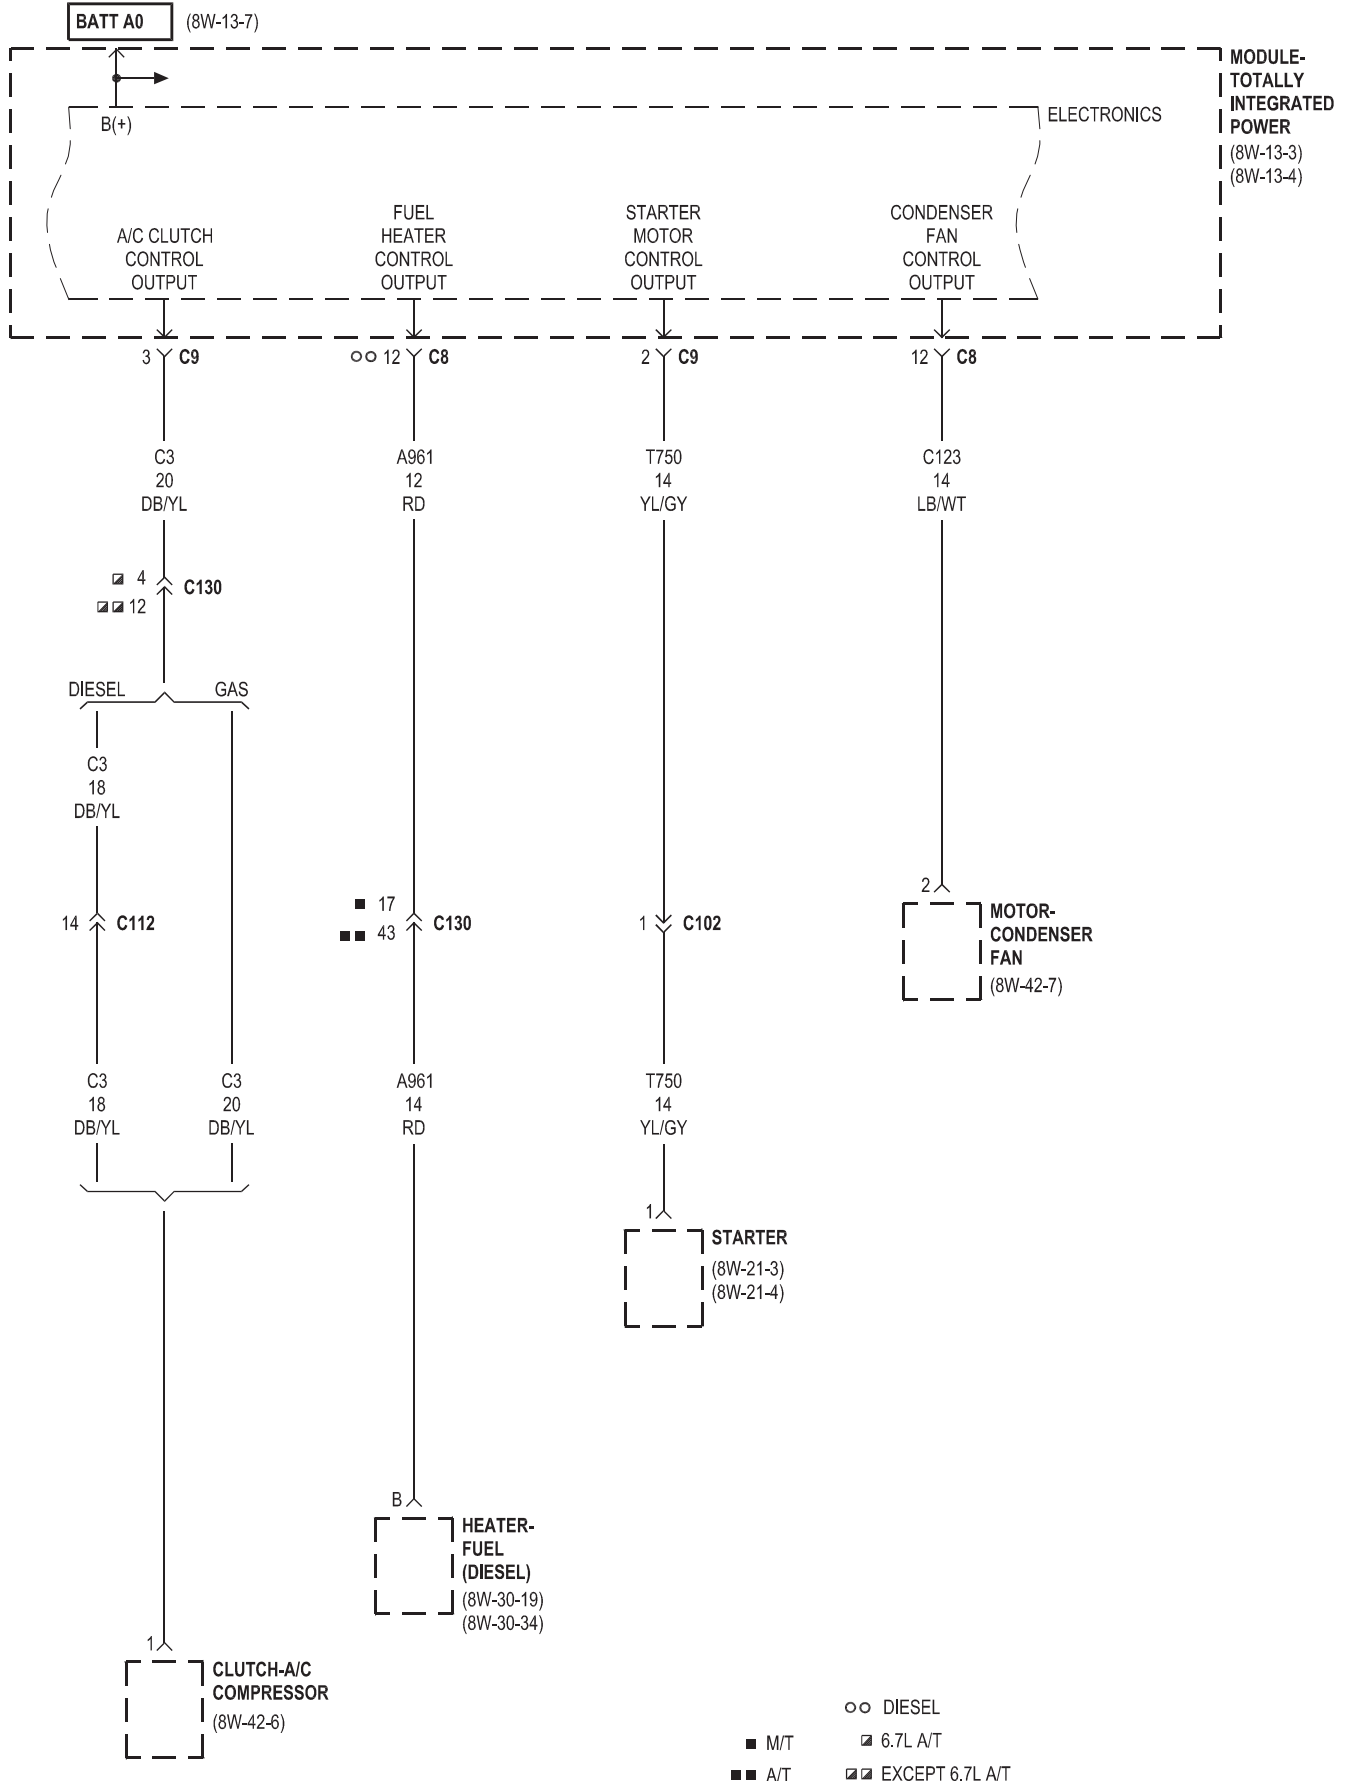 BATT A0 (8W-13-7)
MODULE-
TOTALLY
INTEGRATED
POWER
(8W-13-3)
(8W-13-4)
B(+)
ELECTRONICS
A/C CLUTCH
CONTROL
OUTPUT
FUEL
HEATER
CONTROL
OUTPUT
STARTER
MOTOR
CONTROL
OUTPUT
CONDENSER
FAN
CONTROL
OUTPUT
3 C9
12 C8
2 C9
12 C8
C3
20
DB/YL
A961
12
RD
T750
14
YL/GY
C123
14
LB/WT
4
12
C130
DIESEL GAS
C3
18
DB/YL
14 C112
17
43
C130
1 C102
2
MOTOR-
CONDENSER
FAN
(8W-42-7)
C3
18
DB/YL
C3
20
DB/YL
A961
14
RD
T750
14
YL/GY
1
STARTER
(8W-21-3)
(8W-21-4)
B
HEATER-
FUEL
(DIESEL)
(8W-30-19)
(8W-30-34)
1
CLUTCH-A/C
COMPRESSOR
(8W-42-6)
DIESEL
M/T
6.7L A/T
A/T
EXCEPT 6.7L A/T